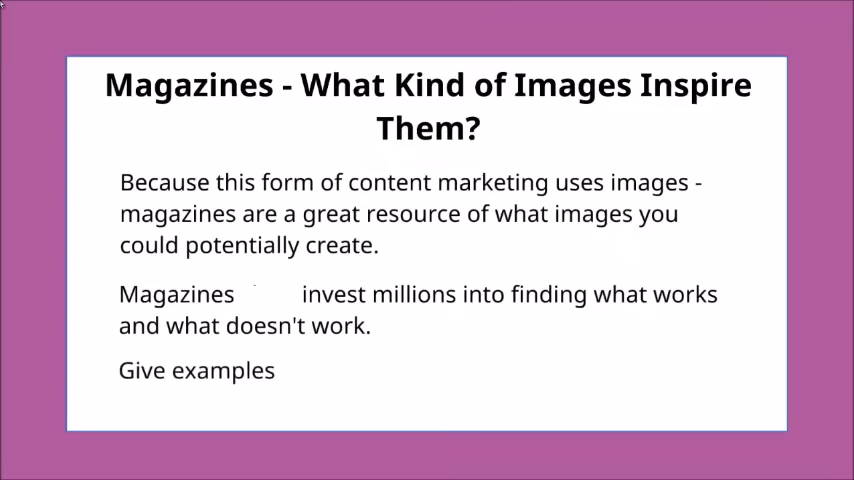 Magazines - What Kind of Images Inspire
Them?
Because this form of content marketing uses images -
magazines are a great resource of what images you
could potentially create.
Magazines invest millions into finding what works
and what doesn't work.
Give examples